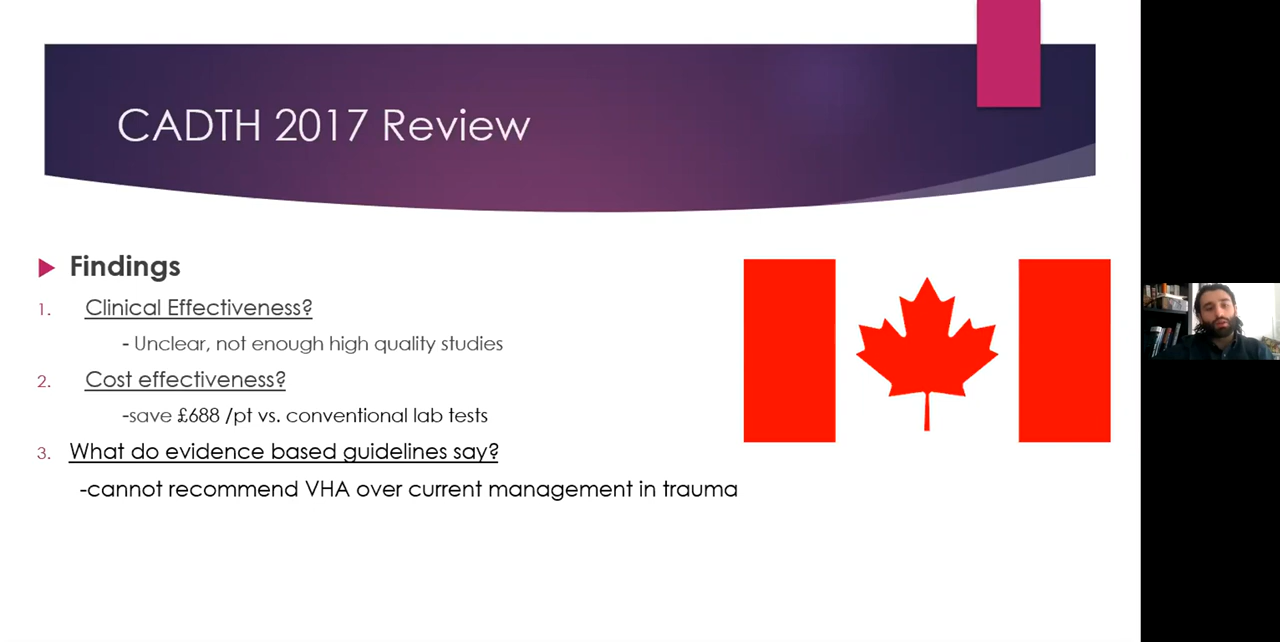 CADTH 2017 Review
Findings
1. Clinical Effectiveness?
- Unclear, not enough high quality studies
2. Cost effectiveness?
-save £688 /pt vs. conventional lab tests
3. What do evidence based guidelines say?
-cannot recommend VHA over current management in trauma